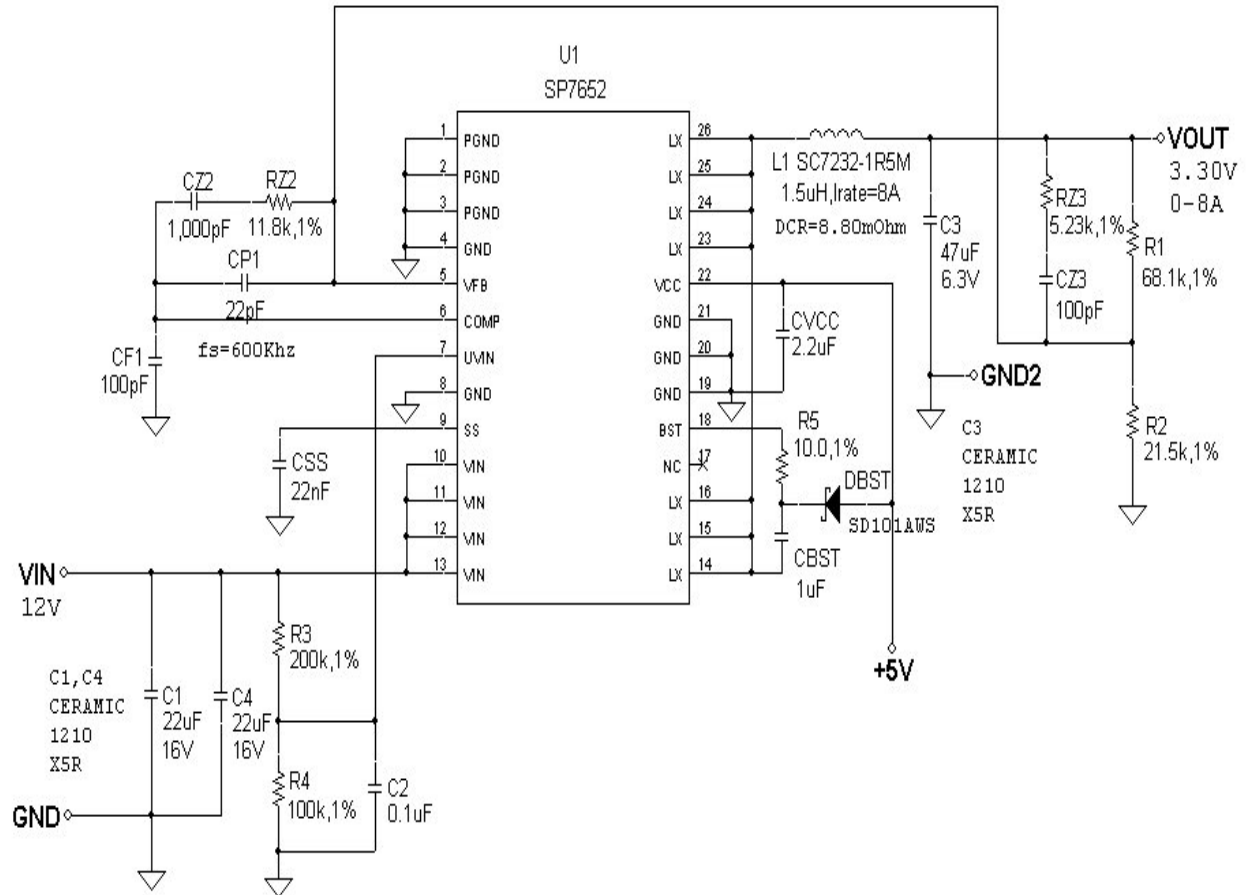 U1
SP7652
1 PGND
2 PGND
3 PGND
4 GND
5 VFB
6 COMP
7 UVIN
8 GND
9 SS
10 VIN
11 VIN
12 VIN
13 VIN
LX 26
LX 25
LX 24
LX 23
VCC 22
GND 21
GND 20
GND 19
BST 18
NC 17
LX 16
LX 15
LX 14
CZ2
1,000pF
RZ2
11.8k,1%
CP1
22pF
CF1
100pF
fs=600Khz
CSS
22nF
VIN
12V
C1,C4
CERAMIC
1210
X5R
GND
C1
22uF
16V
C4
22uF
16V
R3
200k,1%
R4
100k,1%
C2
0.1uF
L1 SC7232-1R5M
1.5uH,Irate=8A
DCR=8.80mOhm
C3
47uF
6.3V
RZ3
5.23k,1%
CZ3
100pF
R1
68.1k,1%
VOUT
3.30V
0-8A
CVCC
2.2uF
GND2
C3
CERAMIC
1210
X5R
R2
21.5k,1%
R5
10.0,1%
DBST
SD101AWS
CBST
1uF
+5V